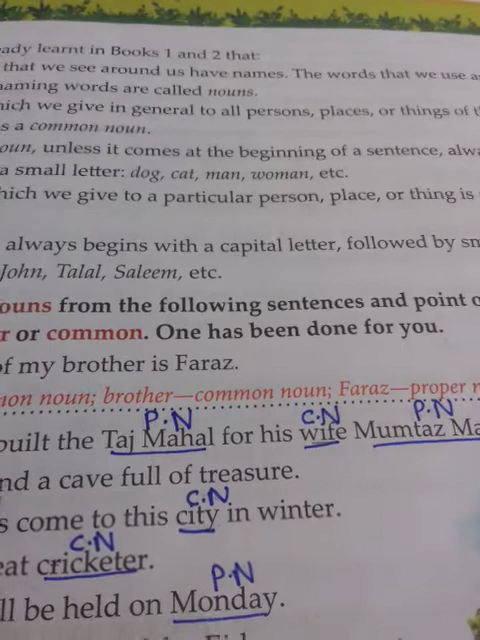 ady learnt in Books 1 and 2 that:
that we see around us have names. The words that we use a
naming words are called nouns.
hich we give in general to all persons, places, or things of t
s a common noun.
oun, unless it comes at the beginning of a sentence, alwa
a small letter: dog, cat, man, woman, etc.
hich we give to a particular person, place, or thing is
always begins with a capital letter, followed by sm
John, Talal, Saleem, etc.
ouns from the following sentences and point o
r or common. One has been done for you.
of my brother is Faraz.
non noun; brother—common noun; Faraz—proper n
P.N C.N P.N
built the Taj Mahal for his wife Mumtaz Ma
nd a cave full of treasure.
C.N
s come to this city in winter.
C.N
eat cricketer.
P.N
ll be held on Monday.